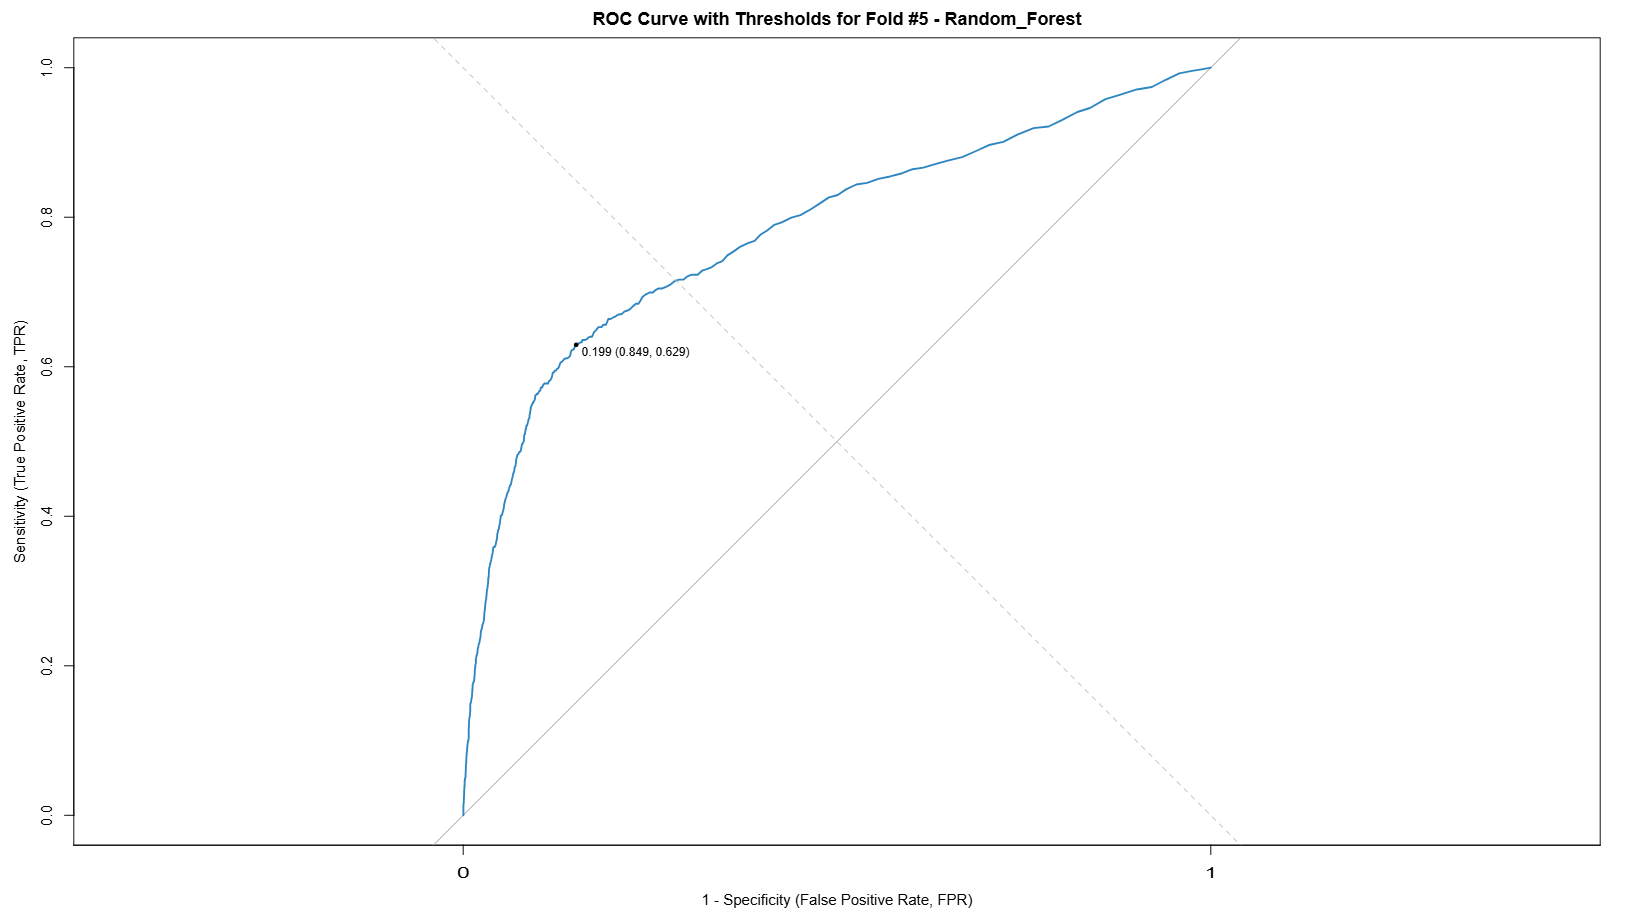 ROC Curve with Thresholds for Fold #5 - Random_Forest
Sensitivity (True Positive Rate, TPR)
1.0
0.8
0.6
0.4
0.2
0.0
0.199 (0.849, 0.629)
0
1
1 - Specificity (False Positive Rate, FPR)